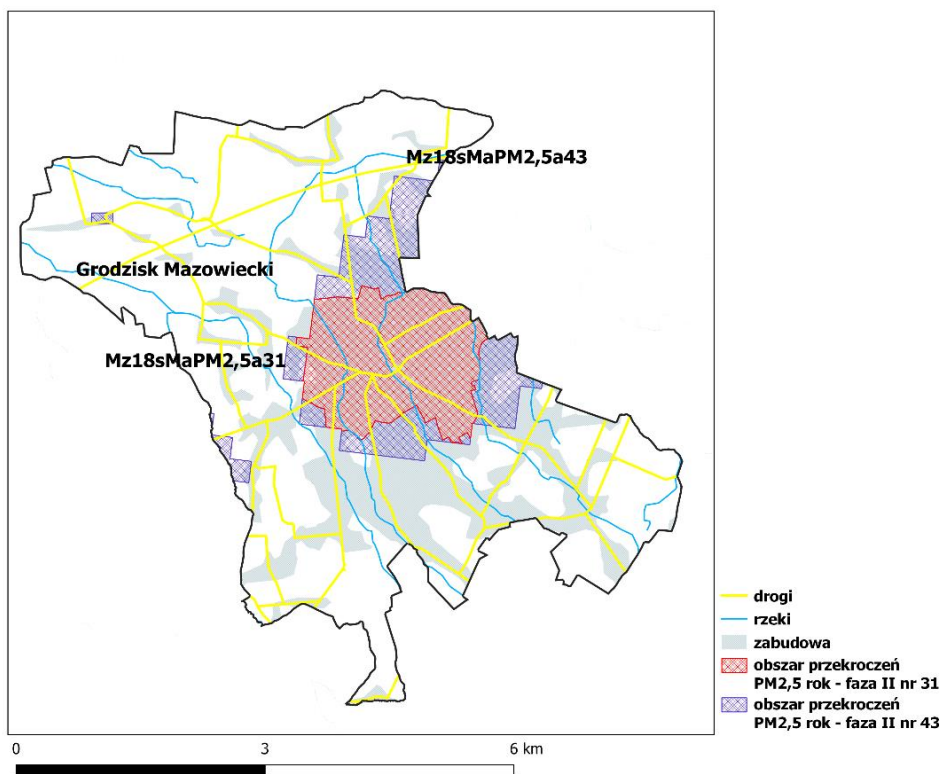 Mz18sMaPM2,5a43
Grodzisk Mazowiecki
Mz18sMaPM2,5a31
drogi
rzeki
zabudowa
obszar przekroczeń
PM2,5 rok - faza II nr 31
obszar przekroczeń
PM2,5 rok - faza II nr 43
0 3 6 km